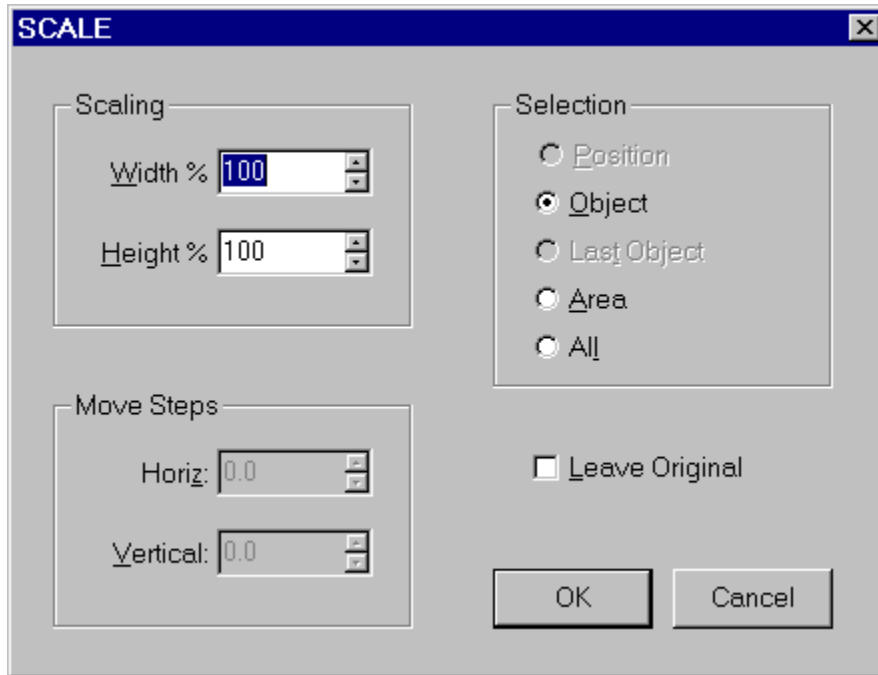 SCALE
Scaling
Width % 100
Height % 100
Move Steps
Horiz: 0.0
Vertical: 0.0
Selection
Position
Object
Last Object
Area
All
Leave Original
OK Cancel